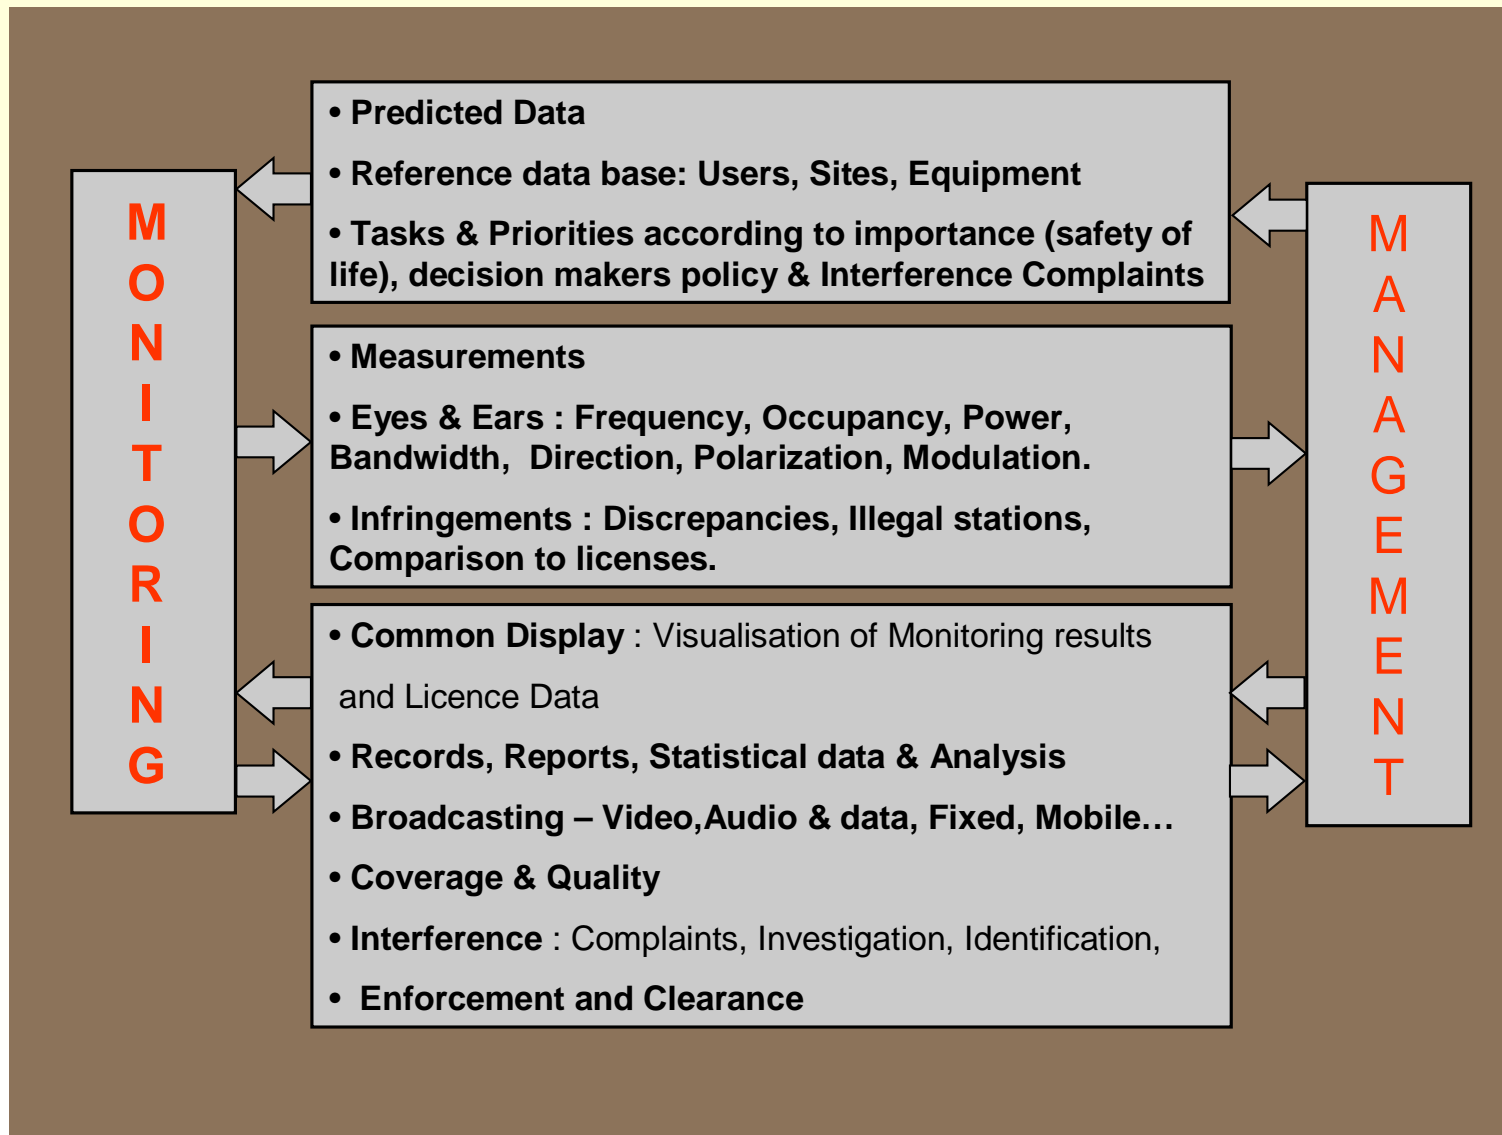 MONITORING
• Predicted Data
• Reference data base: Users, Sites, Equipment
• Tasks & Priorities according to importance (safety of
life), decision makers policy & Interference Complaints
• Measurements
• Eyes & Ears : Frequency, Occupancy, Power,
Bandwidth,  Direction, Polarization, Modulation.
• Infringements : Discrepancies, Illegal stations,
Comparison to licenses.
• Common Display : Visualisation of Monitoring results
and Licence Data
• Records, Reports, Statistical data & Analysis
• Broadcasting – Video,Audio & data, Fixed, Mobile…
• Coverage & Quality
• Interference : Complaints, Investigation, Identification,
•  Enforcement and Clearance
MANAGEMENT